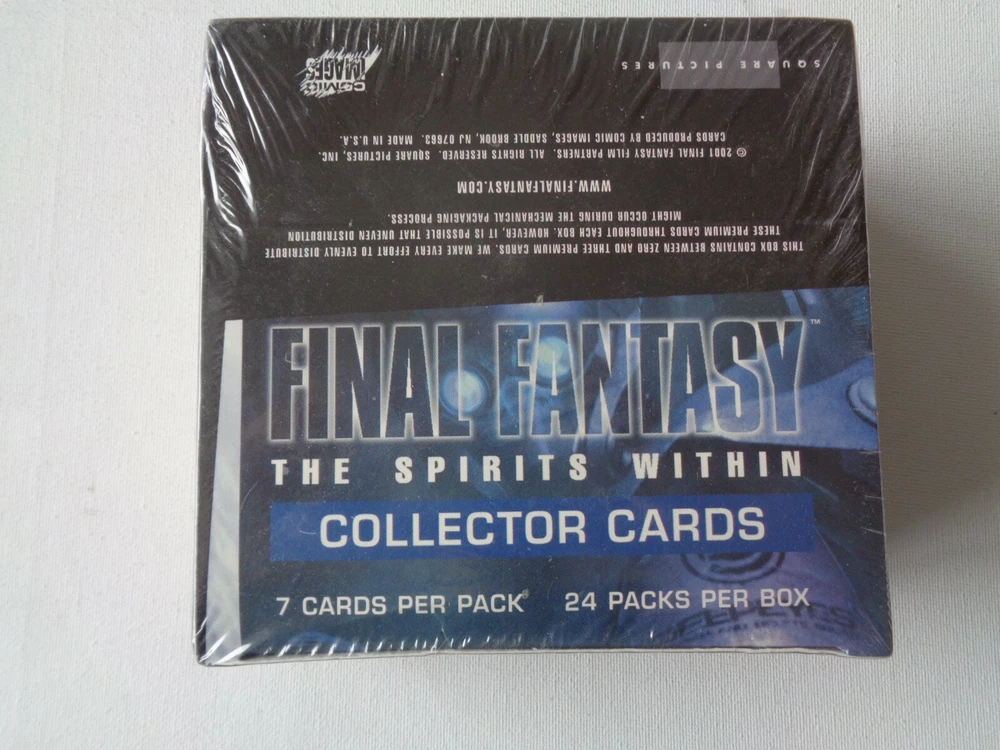 FINAL FANTASY™
THE SPIRITS WITHIN
COLLECTOR CARDS
7 CARDS PER PACK 24 PACKS PER BOX
THIS BOX CONTAINS BETWEEN ZERO AND THREE PREMIUM CARDS. WE MAKE EVERY EFFORT TO EVENLY DISTRIBUTE
THESE PREMIUM CARDS THROUGHOUT EACH BOX. HOWEVER, IT IS POSSIBLE THAT UNEVEN DISTRIBUTION
MIGHT OCCUR DURING THE MECHANICAL PACKAGING PROCESS.
WWW.FINALFANTASY.COM
© 2001 FINAL FANTASY FILM PARTNERS. ALL RIGHTS RESERVED. SQUARE PICTURES, INC.
CARDS PRODUCED BY COMIC IMAGES, SADDLE BROOK, NJ 07663. MADE IN U.S.A.
SQUARE PICTURES
COMIC
IMAGES